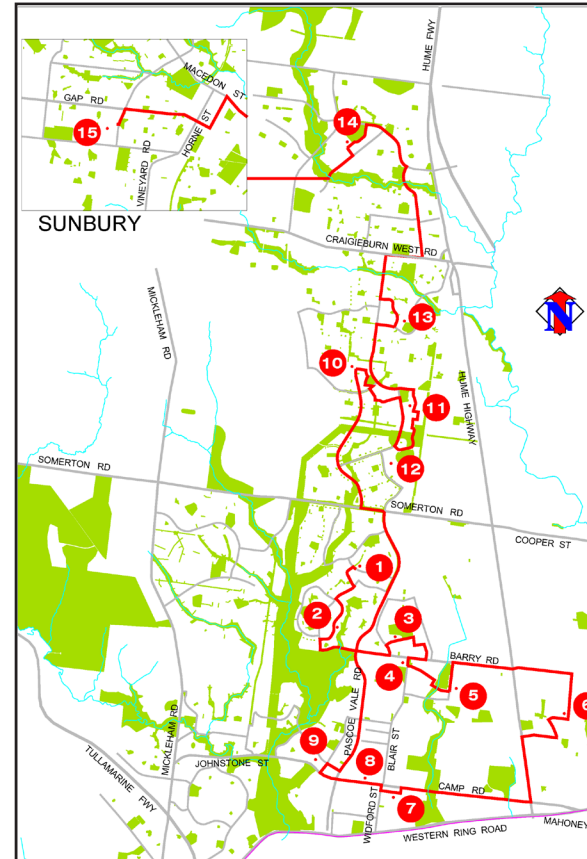 HUME FWY
MACEDON ST
GAP RD
15
HORNE ST
VINEYARD RD
14
SUNBURY
CRAIGIEBURN WEST RD
MICKLEHAM RD
13
N
10
HUME HIGHWAY
11
12
SOMERTON RD
SOMERTON RD
COOPER ST
1
2
3
BARRY RD
4
5
6
PASCOE VALE RD
MICKLEHAM RD
BLAIR ST
9
JOHNSTONE ST
8
TULLAMARINE FWY
CAMP RD
WIDFORD ST
7
MAHONEY
WESTERN RING ROAD